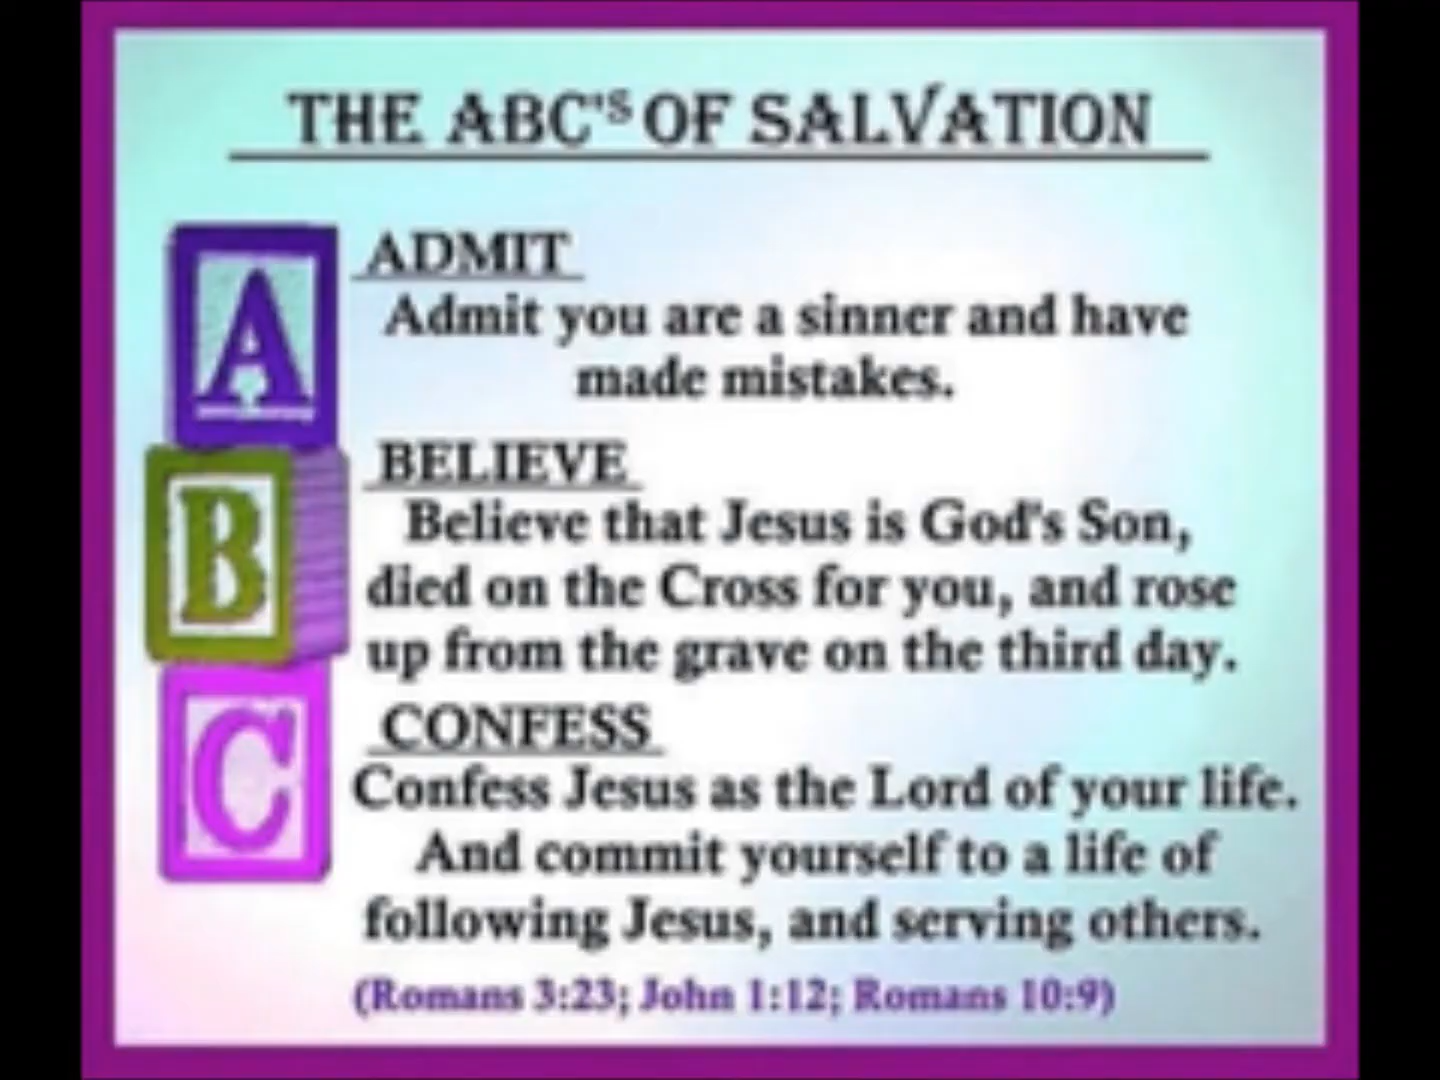 THE ABC'S OF SALVATION
A
ADMIT
Admit you are a sinner and have
made mistakes.
B
BELIEVE
Believe that Jesus is God's Son,
died on the Cross for you, and rose
up from the grave on the third day.
C
CONFESS
Confess Jesus as the Lord of your life.
And commit yourself to a life of
following Jesus, and serving others.
(Romans 3:23; John 1:12; Romans 10:9)